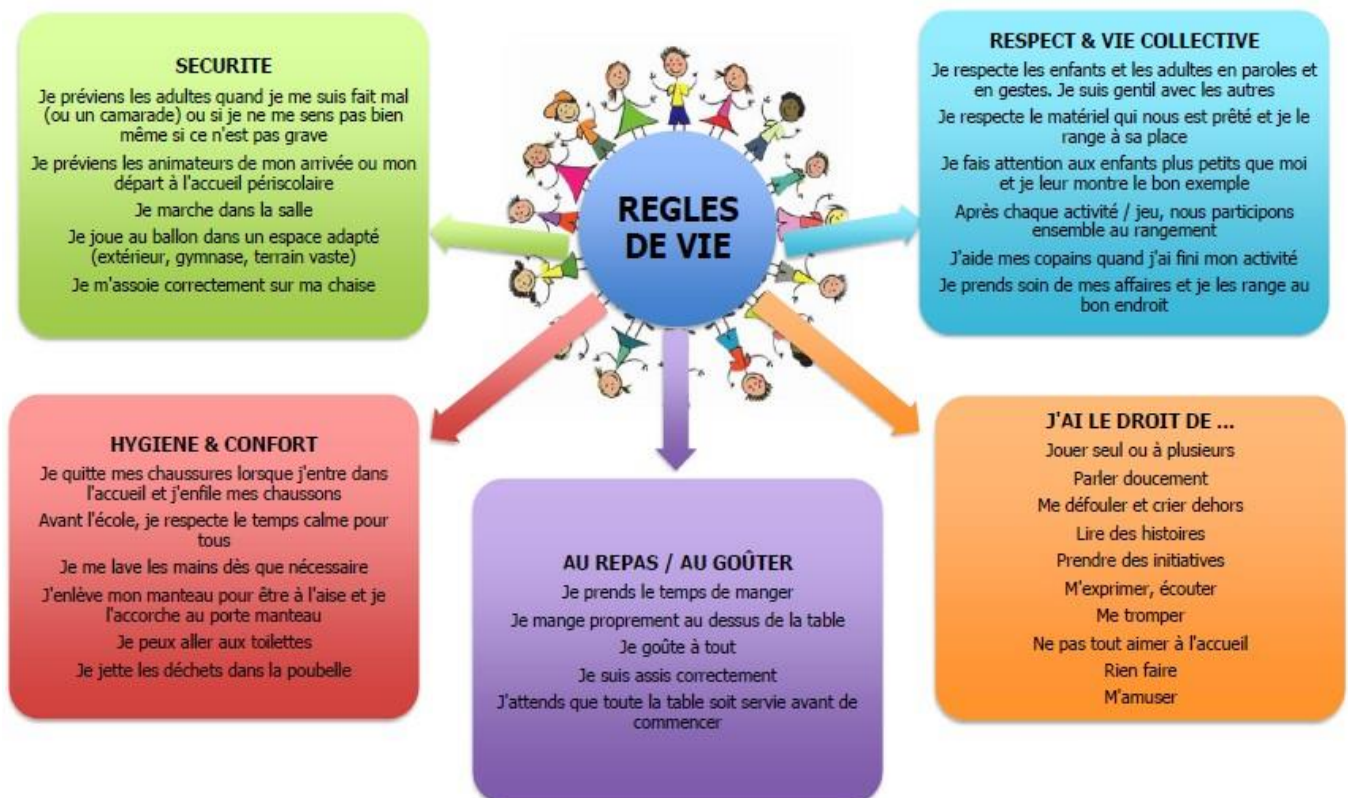 REGLES
DE VIE
SECURITE
Je préviens les adultes quand je me suis fait mal
(ou un camarade) ou si je ne me sens pas bien
même si ce n'est pas grave
Je préviens les animateurs de mon arrivée ou mon
départ à l'accueil périscolaire
Je marche dans la salle
Je joue au ballon dans un espace adapté
(extérieur, gymnase, terrain vaste)
Je m'assoie correctement sur ma chaise
RESPECT & VIE COLLECTIVE
Je respecte les enfants et les adultes en paroles et
en gestes. Je suis gentil avec les autres
Je respecte le matériel qui nous est prêté et je le
range à sa place
Je fais attention aux enfants plus petits que moi
et je leur montre le bon exemple
Après chaque activité / jeu, nous participons
ensemble au rangement
J'aide mes copains quand j'ai fini mon activité
Je prends soin de mes affaires et je les range au
bon endroit
HYGIENE & CONFORT
Je quitte mes chaussures lorsque j'entre dans
l'accueil et j'enfile mes chaussons
Avant l'école, je respecte le temps calme pour
tous
Je me lave les mains dès que nécessaire
J'enlève mon manteau pour être à l'aise et je
l'accorche au porte manteau
Je peux aller aux toilettes
Je jette les déchets dans la poubelle
AU REPAS / AU GOÛTER
Je prends le temps de manger
Je mange proprement au dessus de la table
Je goûte à tout
Je suis assis correctement
J'attends que toute la table soit servie avant de
commencer
J'AI LE DROIT DE ...
Jouer seul ou à plusieurs
Parler doucement
Me défouler et crier dehors
Lire des histoires
Prendre des initiatives
M'exprimer, écouter
Me tromper
Ne pas tout aimer à l'accueil
Rien faire
M'amuser